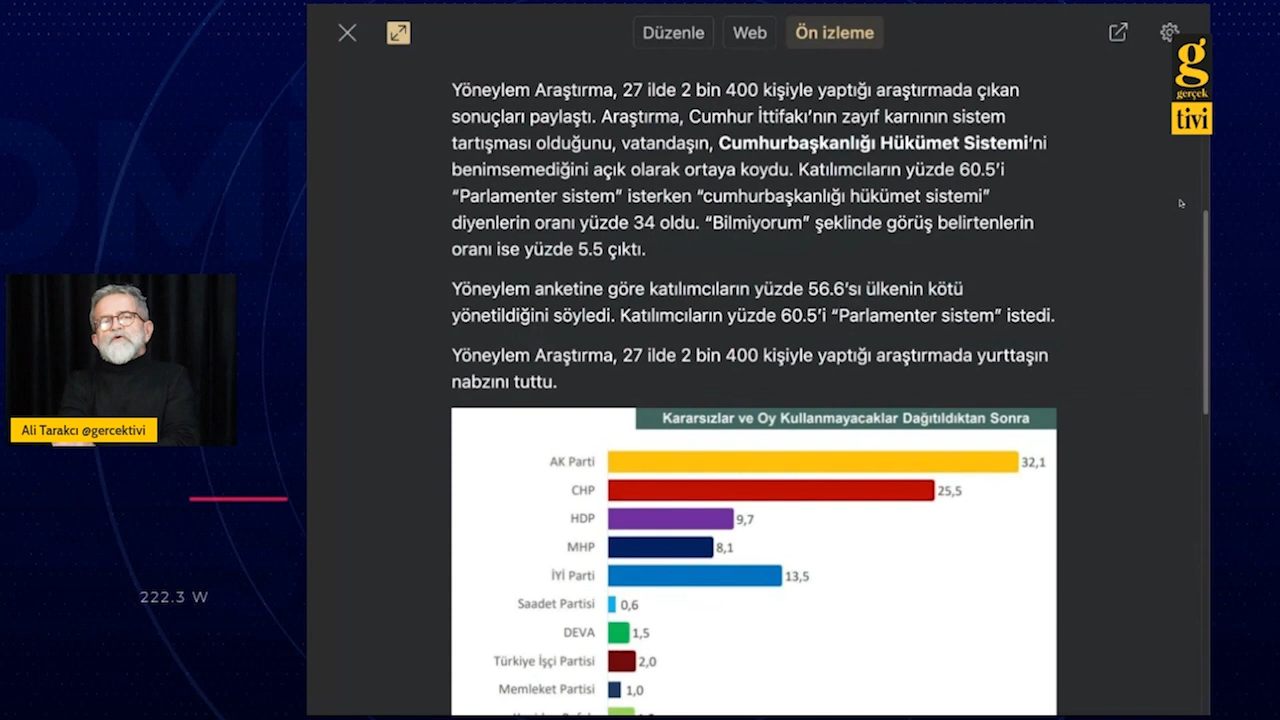 Düzenle
Web
Ön izleme
g
gerçek
tivi
Yöneylem Araştırma, 27 ilde 2 bin 400 kişiyle yaptığı araştırmada çıkan
sonuçları paylaştı. Araştırma, Cumhur İttifakı’nın zayıf karnının sistem
tartışması olduğunu, vatandaşın, Cumhurbaşkanlığı Hükümet Sistemi’ni
benimsemediğini açık olarak ortaya koydu. Katılımcıların yüzde 60.5’i
“Parlamenter sistem” isterken “cumhurbaşkanlığı hükümet sistemi”
diyenlerin oranı yüzde 34 oldu. “Bilmiyorum” şeklinde görüş belirtenlerin
oranı ise yüzde 5.5 çıktı.
Yöneylem anketine göre katılımcıların yüzde 56.6’sı ülkenin kötü
yönetildiğini söyledi. Katılımcıların yüzde 60.5’i “Parlamenter sistem” istedi.
Yöneylem Araştırma, 27 ilde 2 bin 400 kişiyle yaptığı araştırmada yurttaşın
nabzını tuttu.
Kararsızlar ve Oy Kullanmayacaklar Dağıtıldıktan Sonra
AK Parti 32,1
CHP 25,5
HDP 9,7
MHP 8,1
İYİ Parti 13,5
Saadet Partisi 0,6
DEVA 1,5
Türkiye İşçi Partisi 2,0
Memleket Partisi 1,0
Ali Tarakcı @gercektivi
222.3 W